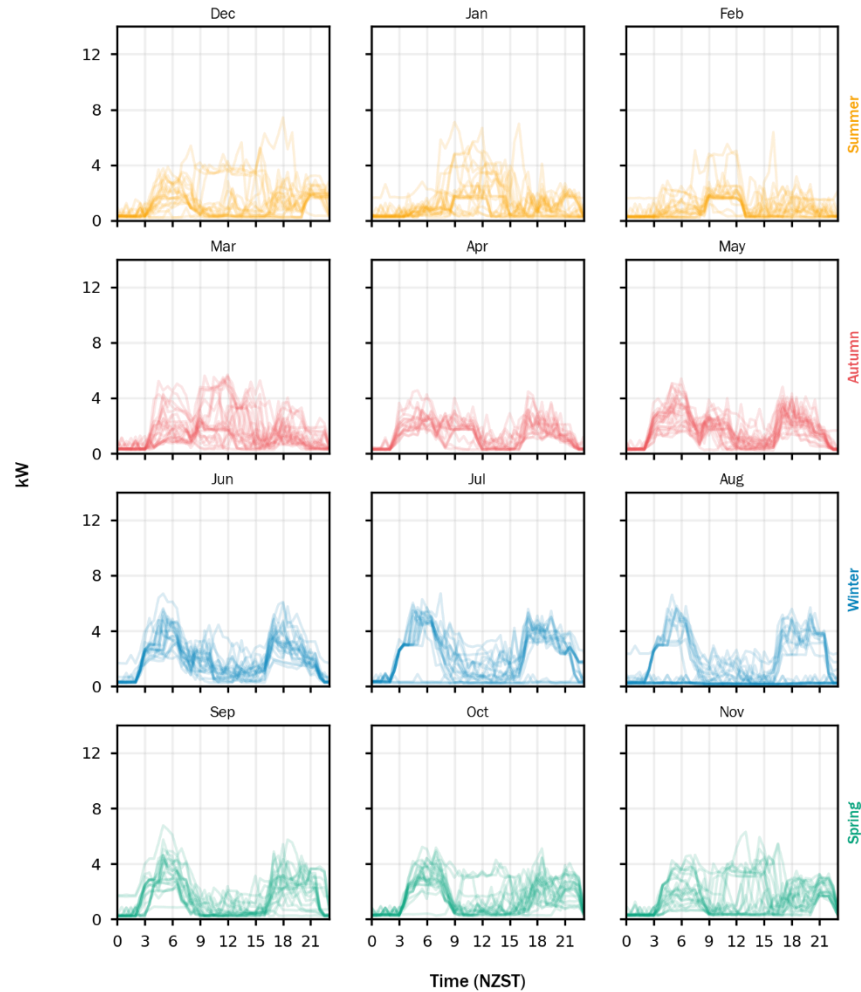 Dec Jan Feb
12
8
4
0
Summer
Mar Apr May
12
8
4
0
Autumn
kW
Jun Jul Aug
12
8
4
0
Winter
Sep Oct Nov
12
8
4
0
Spring
0 3 6 9 12 15 18 21 0 3 6 9 12 15 18 21 0 3 6 9 12 15 18 21
Time (NZST)